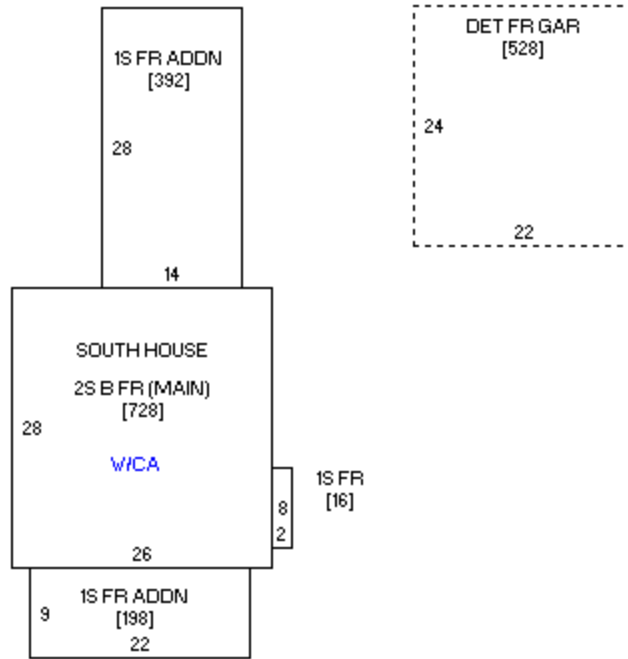 1S FR ADDN
[392]
28
14
DET FR GAR
[528]
24
22
SOUTH HOUSE
2S B FR (MAIN)
[728]
28
W/CA
26
1S FR
[16]
8
2
1S FR ADDN
[198]
9
22